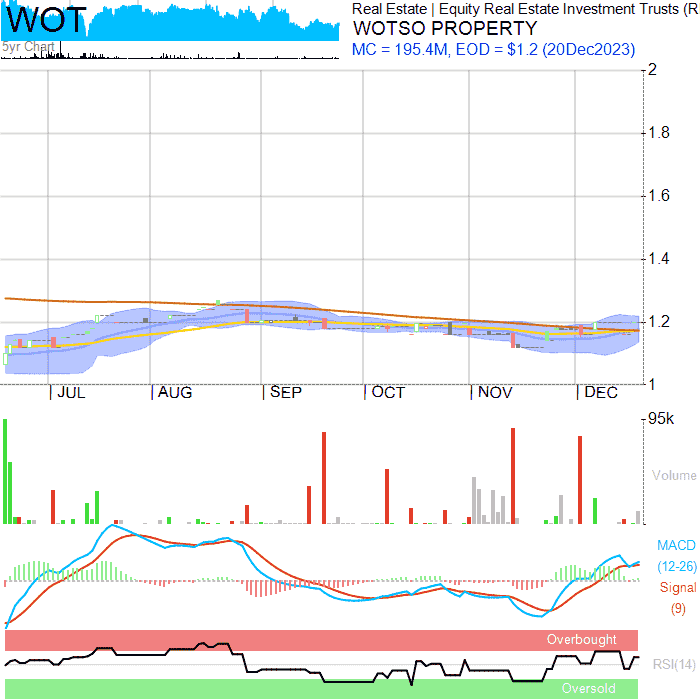 WOT
5yr Chart
Real Estate | Equity Real Estate Investment Trusts (R
WOTSO PROPERTY
MC = 195.4M, EOD = $1.2 (20Dec2023)
2
1.8
1.6
1.4
1.2
1
| JUL | AUG | SEP | OCT | NOV | DEC
95k
Volume
MACD
(12-26)
Signal
(9)
Overbought
RSI(14)
Oversold